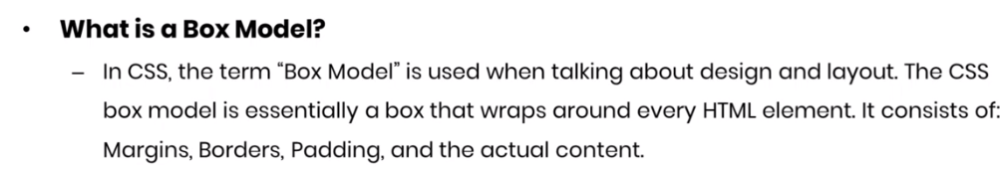 • What is a Box Model?
– In CSS, the term “Box Model” is used when talking about design and layout. The CSS
box model is essentially a box that wraps around every HTML element. It consists of:
Margins, Borders, Padding, and the actual content.